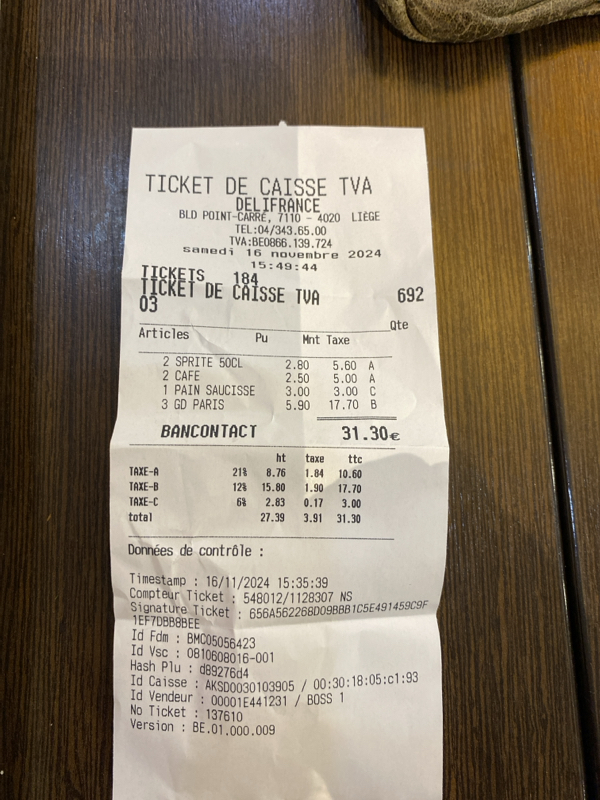 TICKET DE CAISSE TVA
DELIFRANCE
BLD POINT-CARRÉ, 7110 - 4020 LIÈGE
TEL:04/343.65.00
TVA:BE0866.139.724
samedi 16 novembre 2024
15:49:44
TICKETS 184
TICKET DE CAISSE TVA 692
03
Qte
Articles Pu Mnt Taxe
2 SPRITE 50CL 2.80 5.60 A
2 CAFE 2.50 5.00 A
1 PAIN SAUCISSE 3.00 3.00 C
3 GD PARIS 5.90 17.70 B
BANCONTACT 31.30€
ht taxe ttc
TAXE-A 21% 8.76 1.84 10.60
TAXE-B 12% 15.80 1.90 17.70
TAXE-C 6% 2.83 0.17 3.00
total 27.39 3.91 31.30
Données de contrôle :
Timestamp : 16/11/2024 15:35:39
Compteur Ticket : 548012/1128307 NS
Signature Ticket : 656A562268D09BBB1C5E491459C9F
1EF7DBB8BEE
Id Fdm : BMC05056423
Id Vsc : 0810608016-001
Hash Plu : d89276d4
Id Caisse : AKSD0030103905 / 00:30:18:05:c1:93
Id Vendeur : 00001E441231 / BOSS 1
No Ticket : 137610
Version : BE.01.000.009